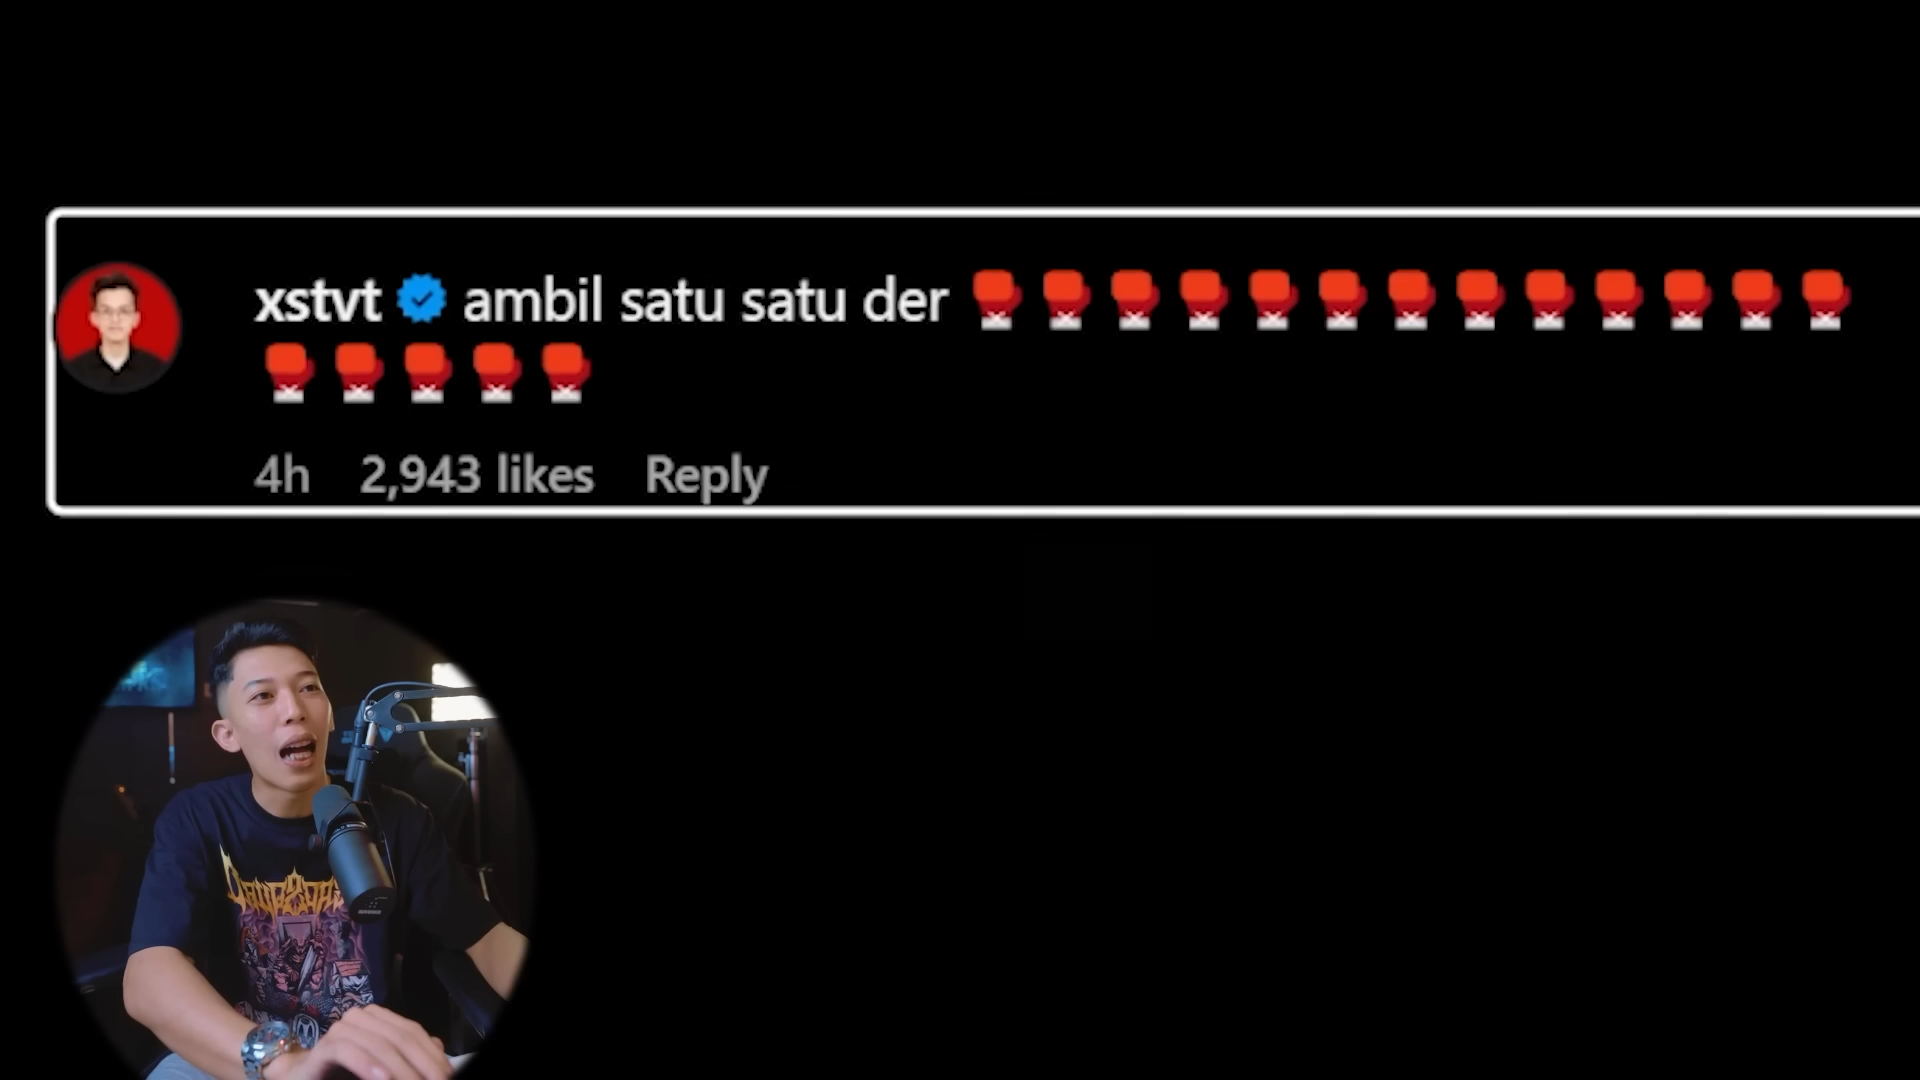 xstvt ambil satu satu der 🥊🥊🥊🥊🥊🥊🥊🥊🥊🥊🥊🥊🥊
🥊🥊🥊🥊🥊
4h 2,943 likes Reply